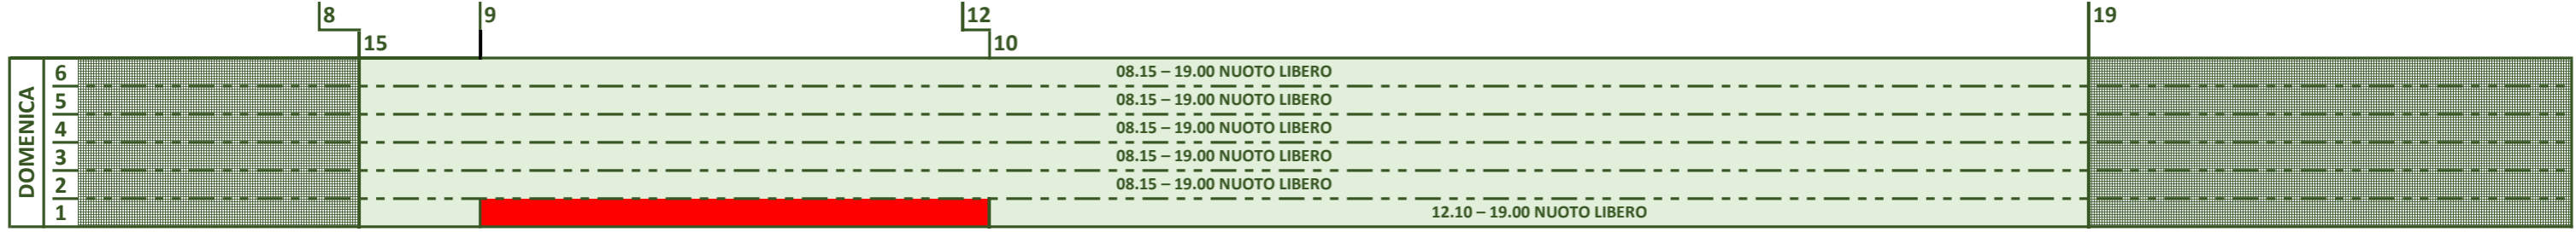 8 9 12 19
15 10
DOMENICA
6 08.15 – 19.00 NUOTO LIBERO
5 08.15 – 19.00 NUOTO LIBERO
4 08.15 – 19.00 NUOTO LIBERO
3 08.15 – 19.00 NUOTO LIBERO
2 08.15 – 19.00 NUOTO LIBERO
1 12.10 – 19.00 NUOTO LIBERO